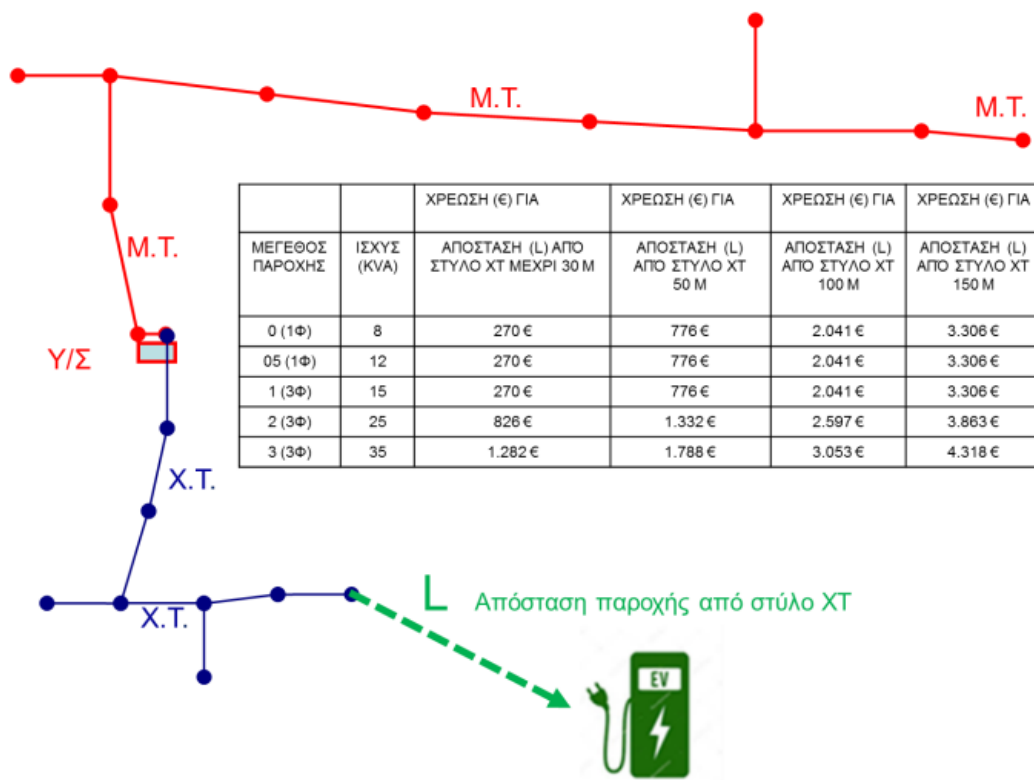 Μ.Τ.
Μ.Τ.
Μ.Τ.
Υ/Σ
ΧΡΕΩΣΗ (€) ΓΙΑ ΧΡΕΩΣΗ (€) ΓΙΑ ΧΡΕΩΣΗ (€) ΓΙΑ ΧΡΕΩΣΗ (€) ΓΙΑ
ΜΕΓΕΘΟΣ ΙΣΧΥΣ ΑΠΟΣΤΑΣΗ (L) ΑΠΌ ΑΠΟΣΤΑΣΗ (L) ΑΠΟΣΤΑΣΗ (L) ΑΠΟΣΤΑΣΗ (L)
ΠΑΡΟΧΗΣ (KVA) ΣΤΥΛΟ ΧΤ ΜΕΧΡΙ 30 Μ ΑΠΌ ΣΤΥΛΟ ΧΤ ΑΠΌ ΣΤΥΛΟ ΧΤ ΑΠΌ ΣΤΥΛΟ ΧΤ
50 Μ 100 Μ 150 Μ
0 (1Φ) 8 270 € 776 € 2.041 € 3.306 €
05 (1Φ) 12 270 € 776 € 2.041 € 3.306 €
1 (3Φ) 15 270 € 776 € 2.041 € 3.306 €
2 (3Φ) 25 826 € 1.332 € 2.597 € 3.863 €
3 (3Φ) 35 1.282 € 1.788 € 3.053 € 4.318 €
Χ.Τ.
Χ.Τ.
L Απόσταση παροχής από στύλο ΧΤ
EV